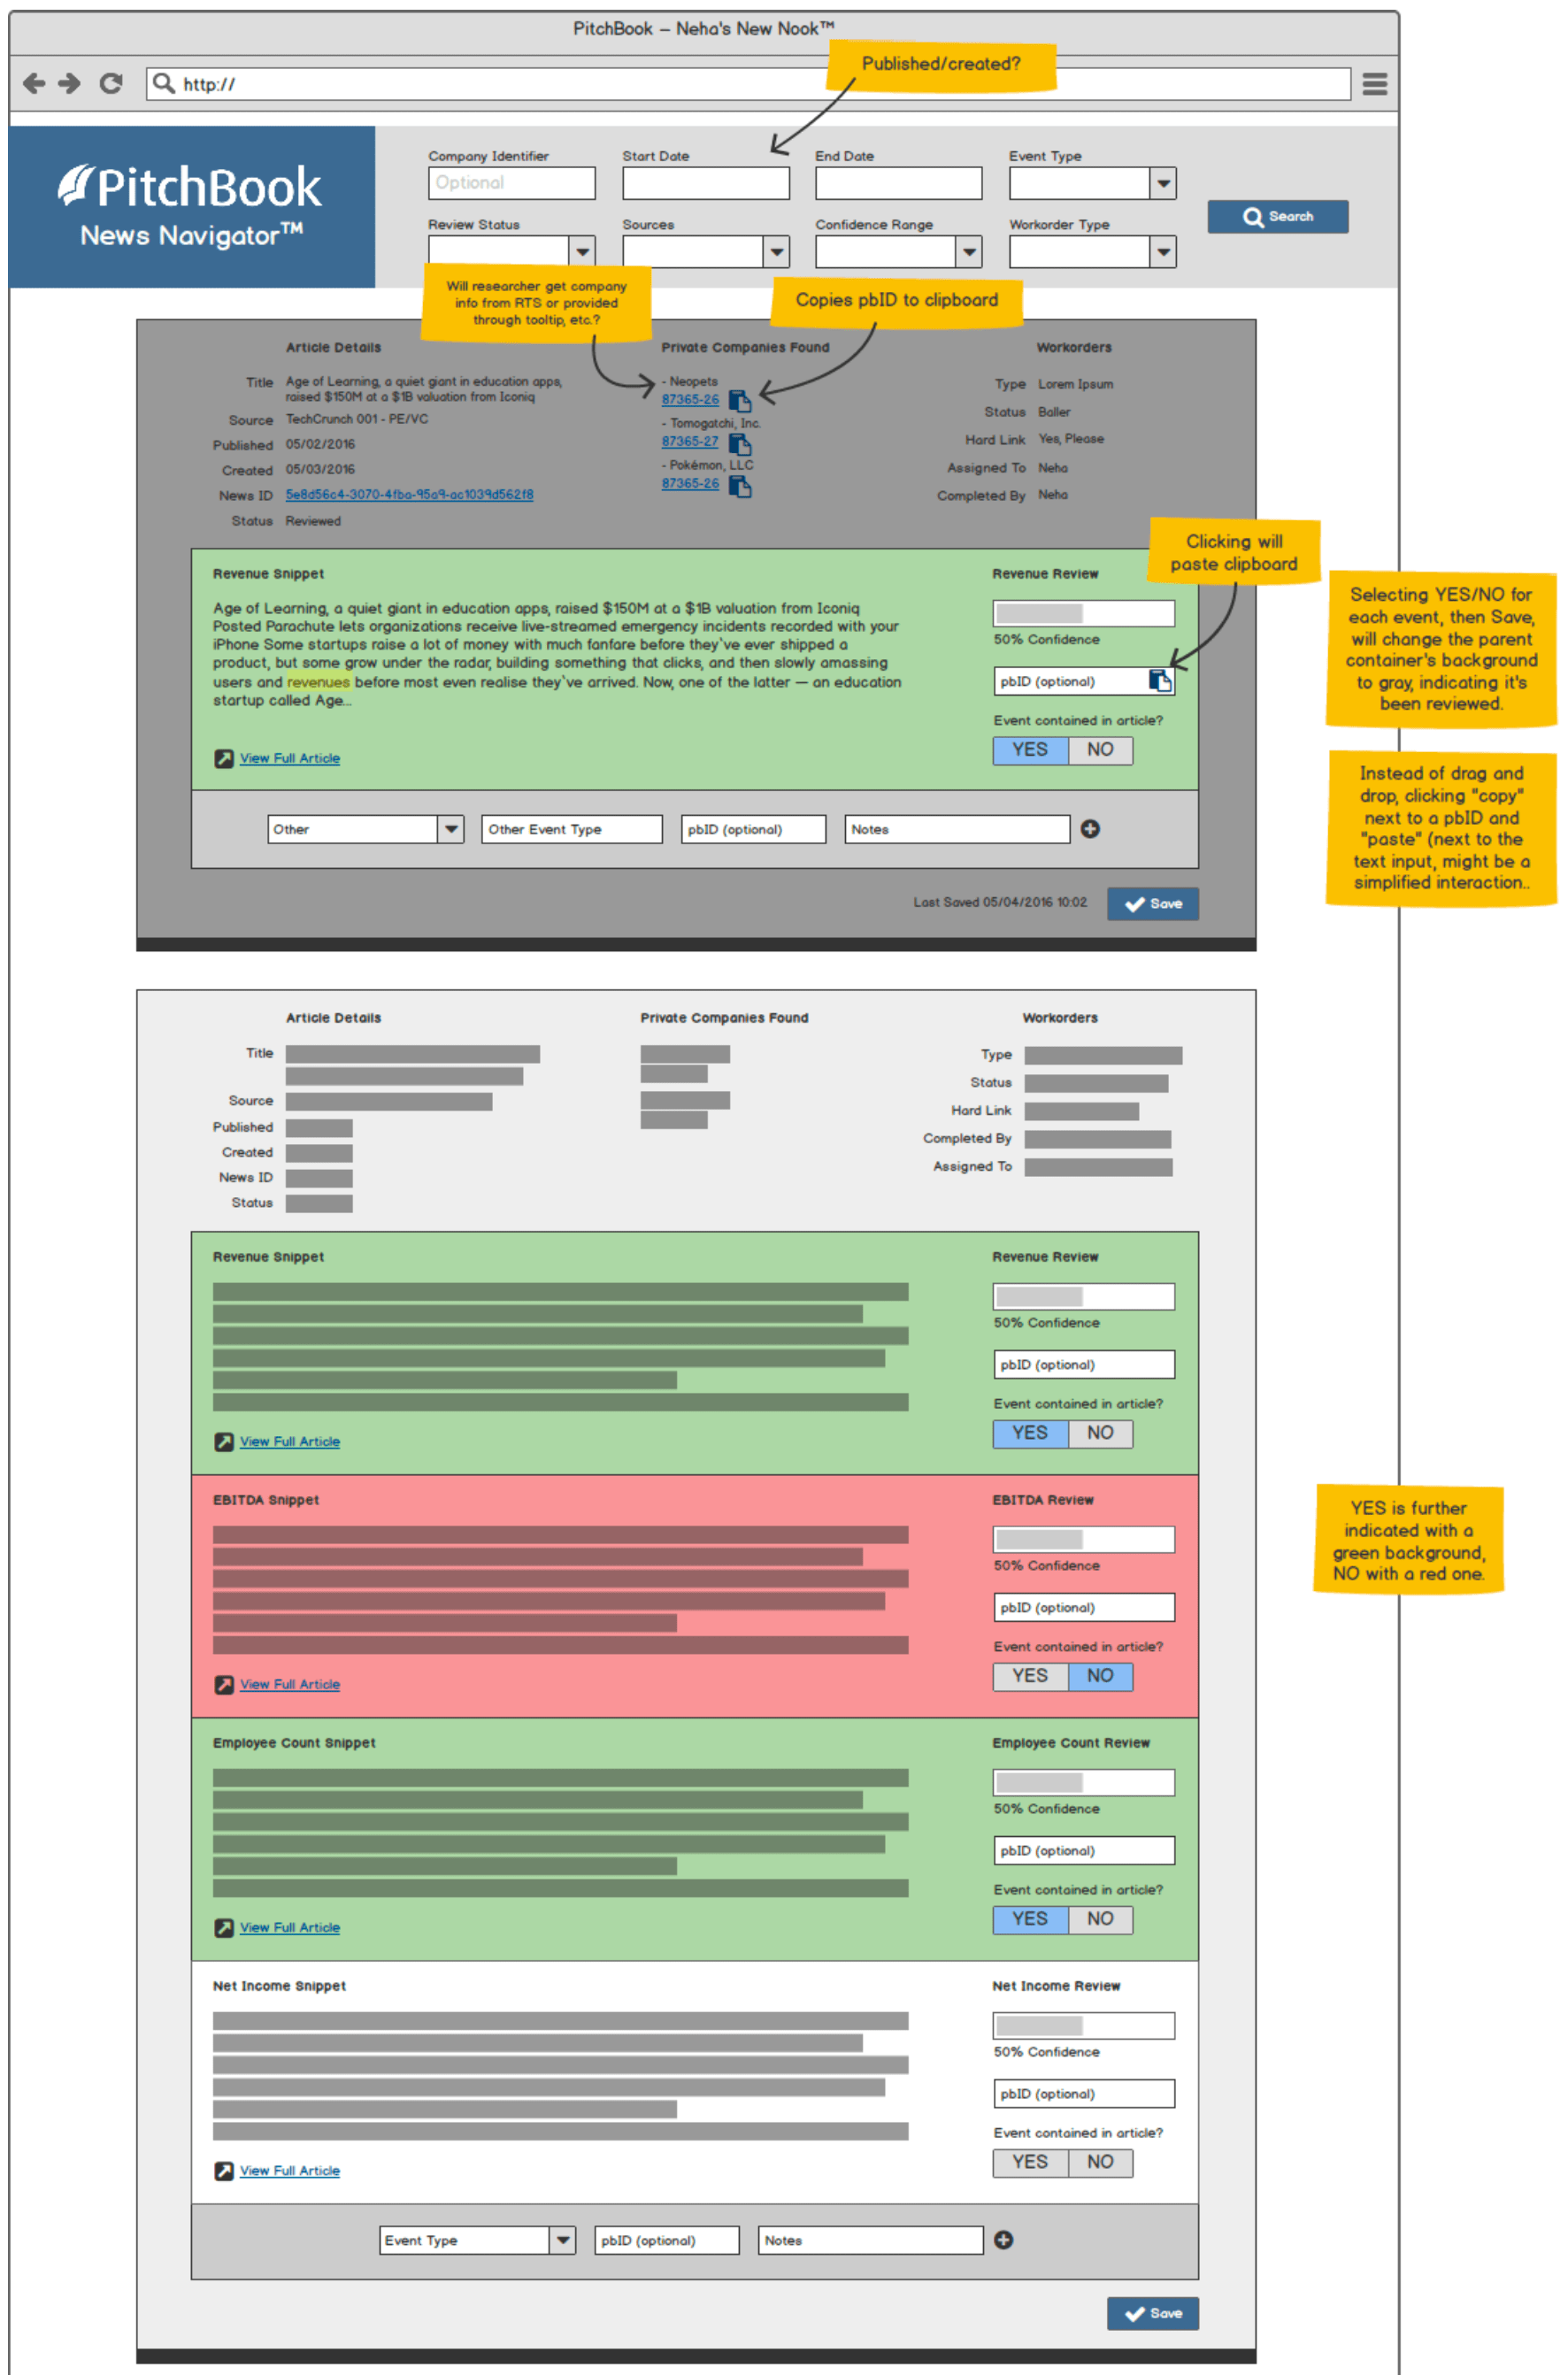 PitchBook – Neha's New Nook™
http://
Published/created?
PitchBook
News Navigator™
Company Identifier
Optional
Start Date
End Date
Event Type
Review Status
Sources
Confidence Range
Workorder Type
Search
Will researcher get company
info from RTS or provided
through tooltip, etc.?
Copies pbID to clipboard
Article Details
Title Age of Learning, a quiet giant in education apps,
raised $150M at a $1B valuation from Iconiq
Source TechCrunch 001 - PE/VC
Published 05/02/2016
Created 05/03/2016
News ID 5e8d56c4-3070-4fba-95a9-ac1039d562f8
Status Reviewed
Private Companies Found
- Neopets
87365-26
- Tomogatchi, Inc.
87365-27
- Pokémon, LLC
87365-26
Workorders
Type Lorem Ipsum
Status Baller
Hard Link Yes, Please
Assigned To Neha
Completed By Neha
Clicking will
paste clipboard
Revenue Snippet
Age of Learning, a quiet giant in education apps, raised $150M at a $1B valuation from Iconiq
Posted Parachute lets organizations receive live-streamed emergency incidents recorded with your
iPhone Some startups raise a lot of money with much fanfare before they`ve ever shipped a
product, but some grow under the radar, building something that clicks, and then slowly amassing
users and revenues before most even realise they`ve arrived. Now, one of the latter — an education
startup called Age...
View Full Article
Revenue Review
50% Confidence
pbID (optional)
Event contained in article?
YES NO
Selecting YES/NO for
each event, then Save,
will change the parent
container's background
to gray, indicating it's
been reviewed.
Instead of drag and
drop, clicking "copy"
next to a pbID and
"paste" (next to the
text input, might be a
simplified interaction..
Other
Other Event Type
pbID (optional)
Notes
Last Saved 05/04/2016 10:02
Save
Article Details
Title
Source
Published
Created
News ID
Status
Private Companies Found
Workorders
Type
Status
Hard Link
Completed By
Assigned To
Revenue Snippet
View Full Article
Revenue Review
50% Confidence
pbID (optional)
Event contained in article?
YES NO
EBITDA Snippet
View Full Article
EBITDA Review
50% Confidence
pbID (optional)
Event contained in article?
YES NO
YES is further
indicated with a
green background,
NO with a red one.
Employee Count Snippet
View Full Article
Employee Count Review
50% Confidence
pbID (optional)
Event contained in article?
YES NO
Net Income Snippet
View Full Article
Net Income Review
50% Confidence
pbID (optional)
Event contained in article?
YES NO
Event Type
pbID (optional)
Notes
Save